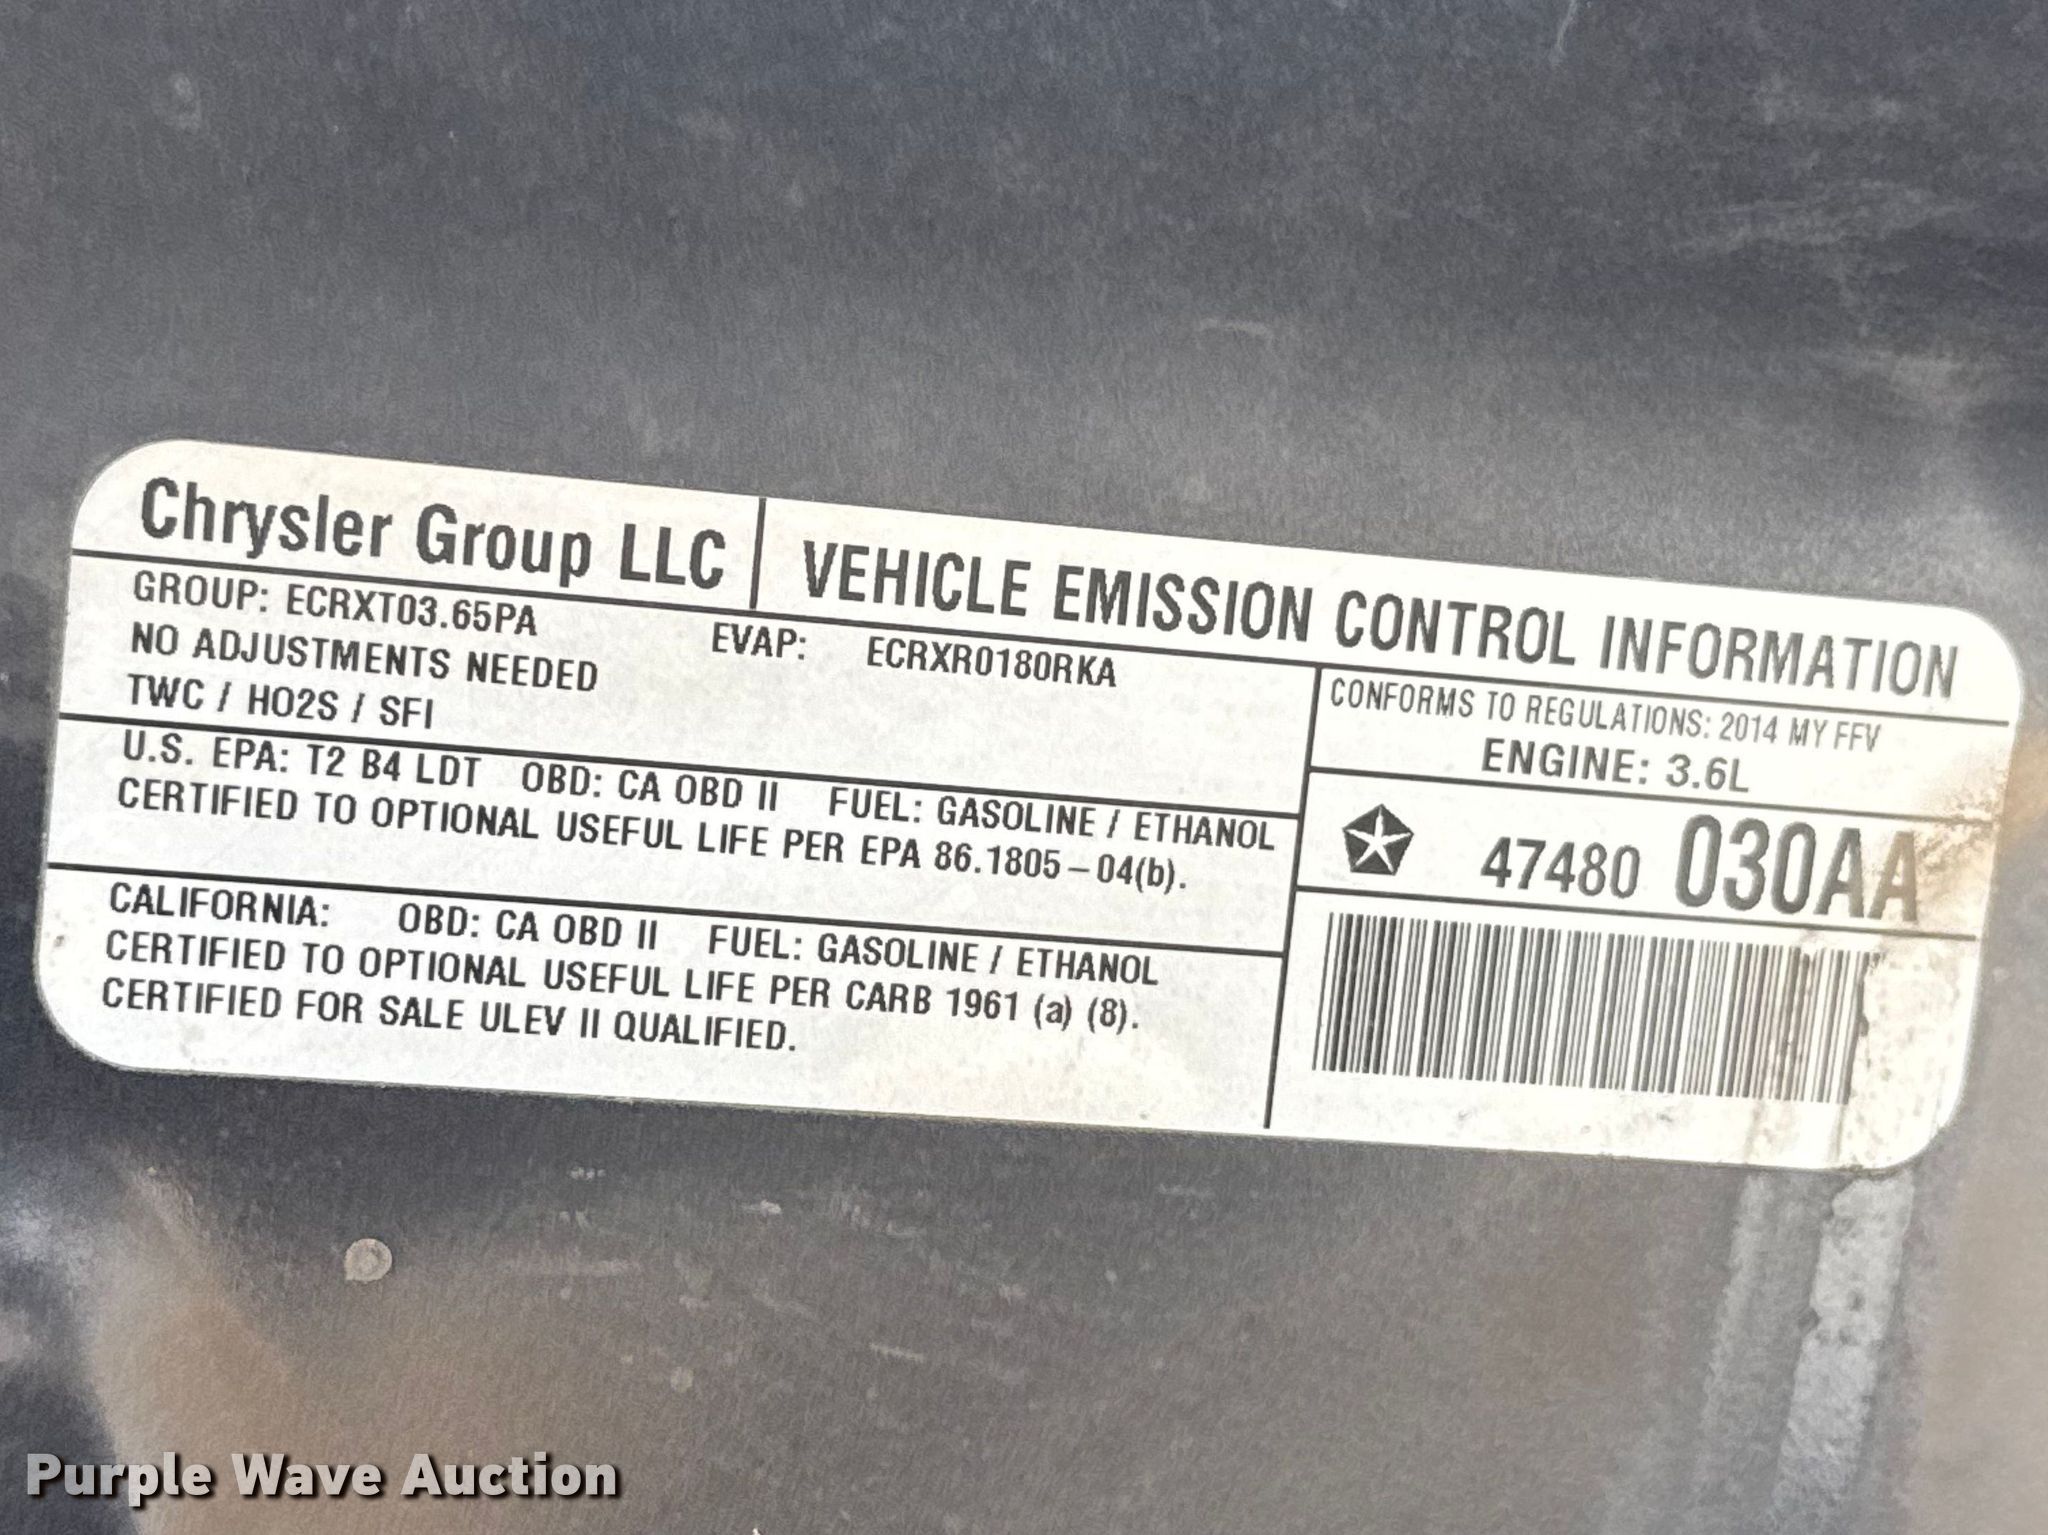 Chrysler Group LLC VEHICLE EMISSION CONTROL INFORMATION
GROUP: ECRXT03.65PA EVAP: ECRXR0180RKA
NO ADJUSTMENTS NEEDED
TWC / HO2S / SFI
CONFORMS TO REGULATIONS: 2014 MY FFV
ENGINE: 3.6L
U.S. EPA: T2 B4 LDT OBD: CA OBD II FUEL: GASOLINE / ETHANOL
CERTIFIED TO OPTIONAL USEFUL LIFE PER EPA 86.1805-04(b).
47480 030AA
CALIFORNIA: OBD: CA OBD II FUEL: GASOLINE / ETHANOL
CERTIFIED TO OPTIONAL USEFUL LIFE PER CARB 1961 (a) (8).
CERTIFIED FOR SALE ULEV II QUALIFIED.
Purple Wave Auction